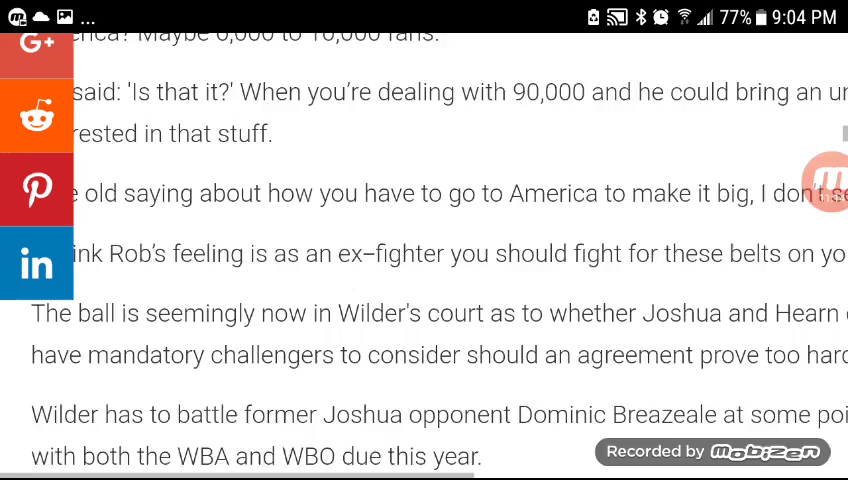 ... 77% 9:04 PM
G+ Maybe 6,000 to 10,000 fans.
said: 'Is that it?' When you're dealing with 90,000 and he could bring an
rested in that stuff.
old saying about how you have to go to America to make it big, I don't
ink Rob's feeling is as an ex–fighter you should fight for these belts on
in
The ball is seemingly now in Wilder's court as to whether Joshua and Hearn
have mandatory challengers to consider should an agreement prove too
Wilder has to battle former Joshua opponent Dominic Breazeale at some
with both the WBA and WBO due this year.
Recorded by mobizen